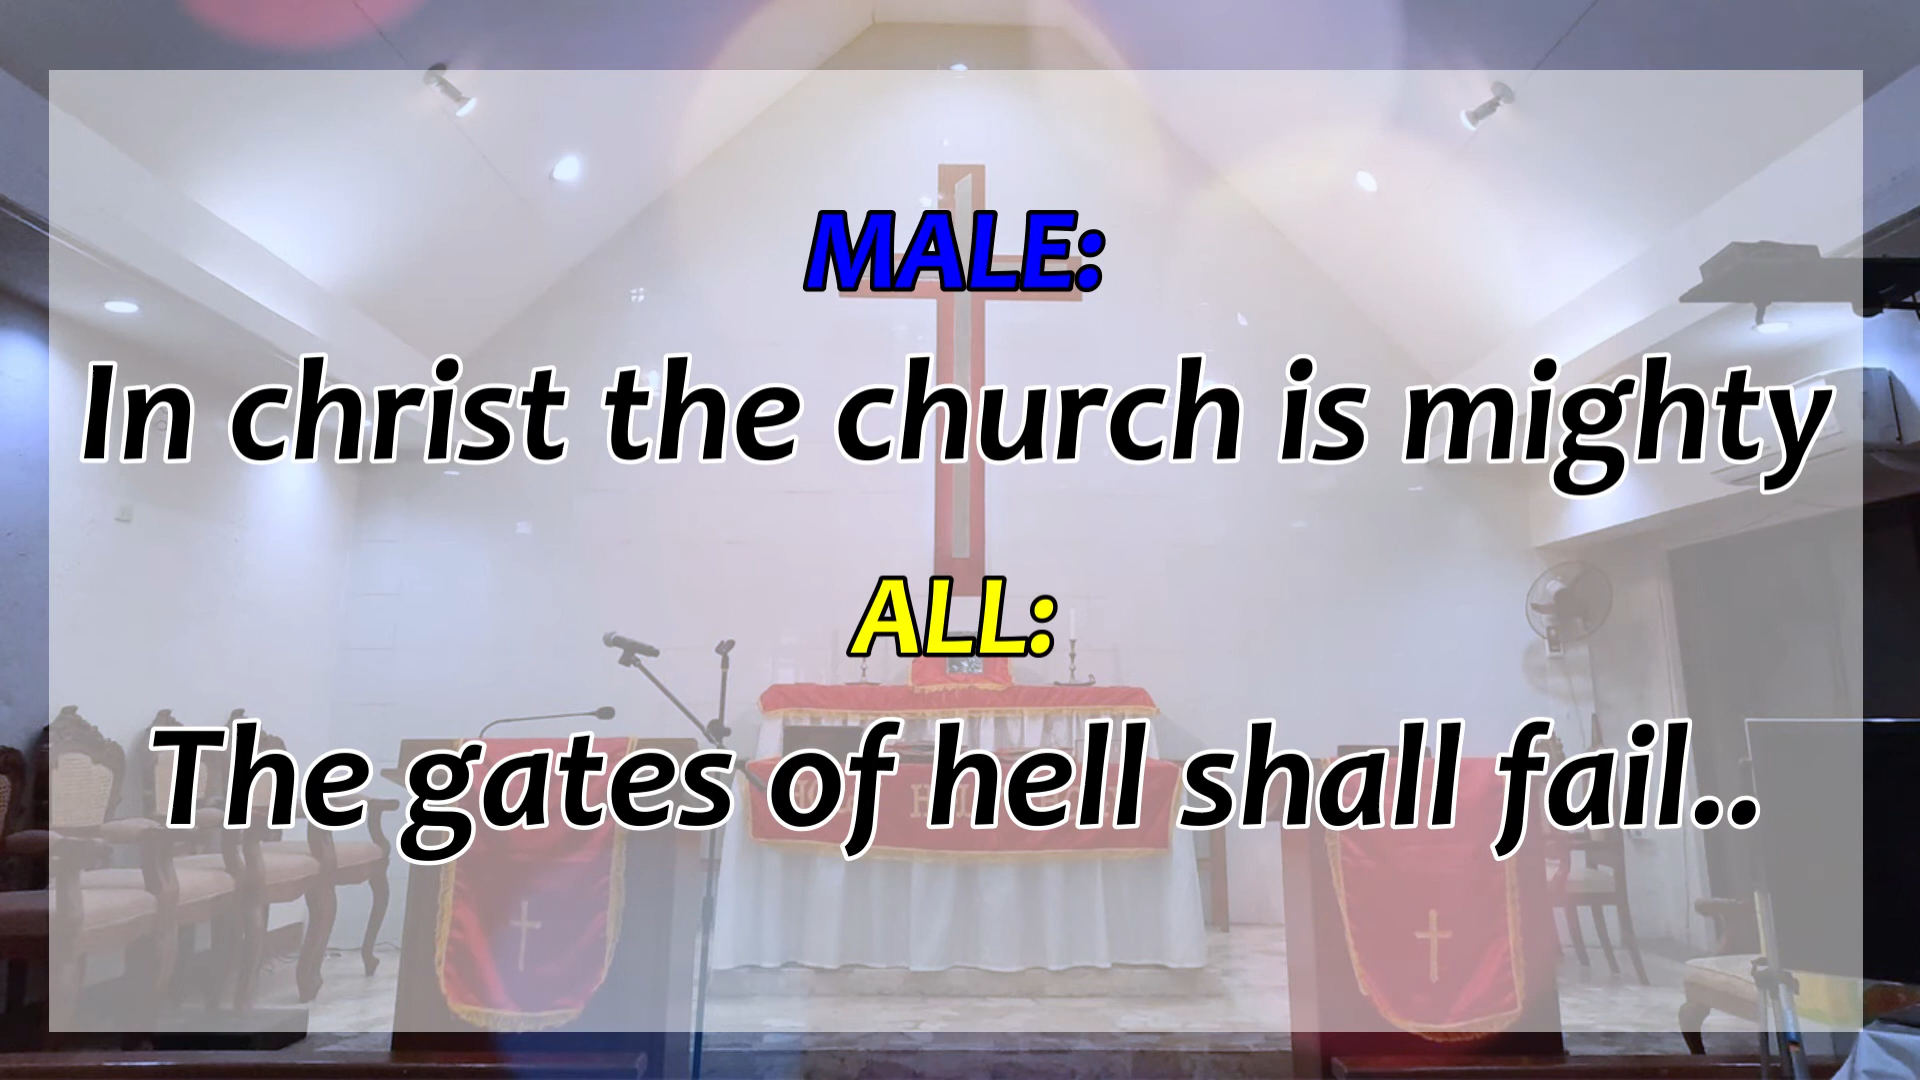 MALE:
In christ the church is mighty
ALL:
The gates of hell shall fail..